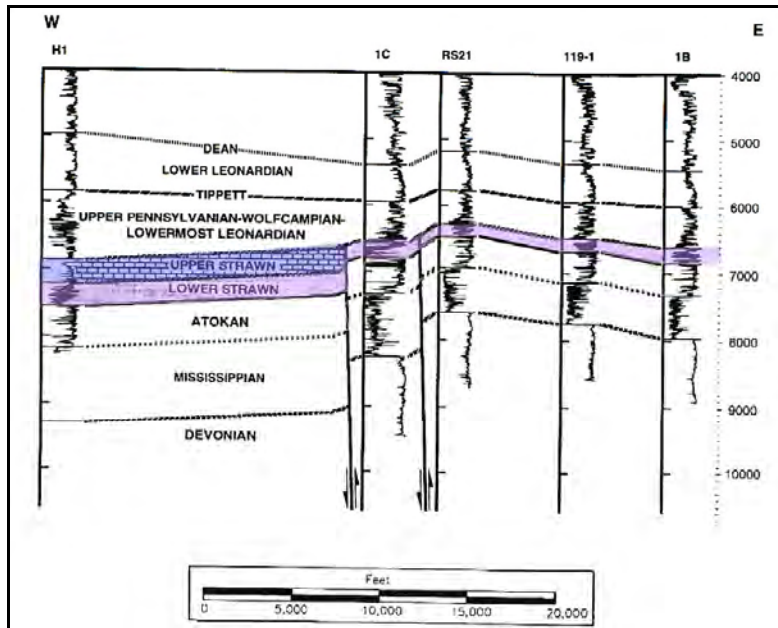 W
E
H1
1C
RS21
119-1
1B
4000
DEAN
5000
LOWER LEONARDIAN
TIPPETT
6000
UPPER PENNSYLVANIAN-WOLFCAMPIAN-
LOWERMOST LEONARDIAN
UPPER STRAWN
7000
LOWER STRAWN
ATOKAN
8000
MISSISSIPPIAN
9000
DEVONIAN
10000
Feet
0 5,000 10,000 15,000 20,000